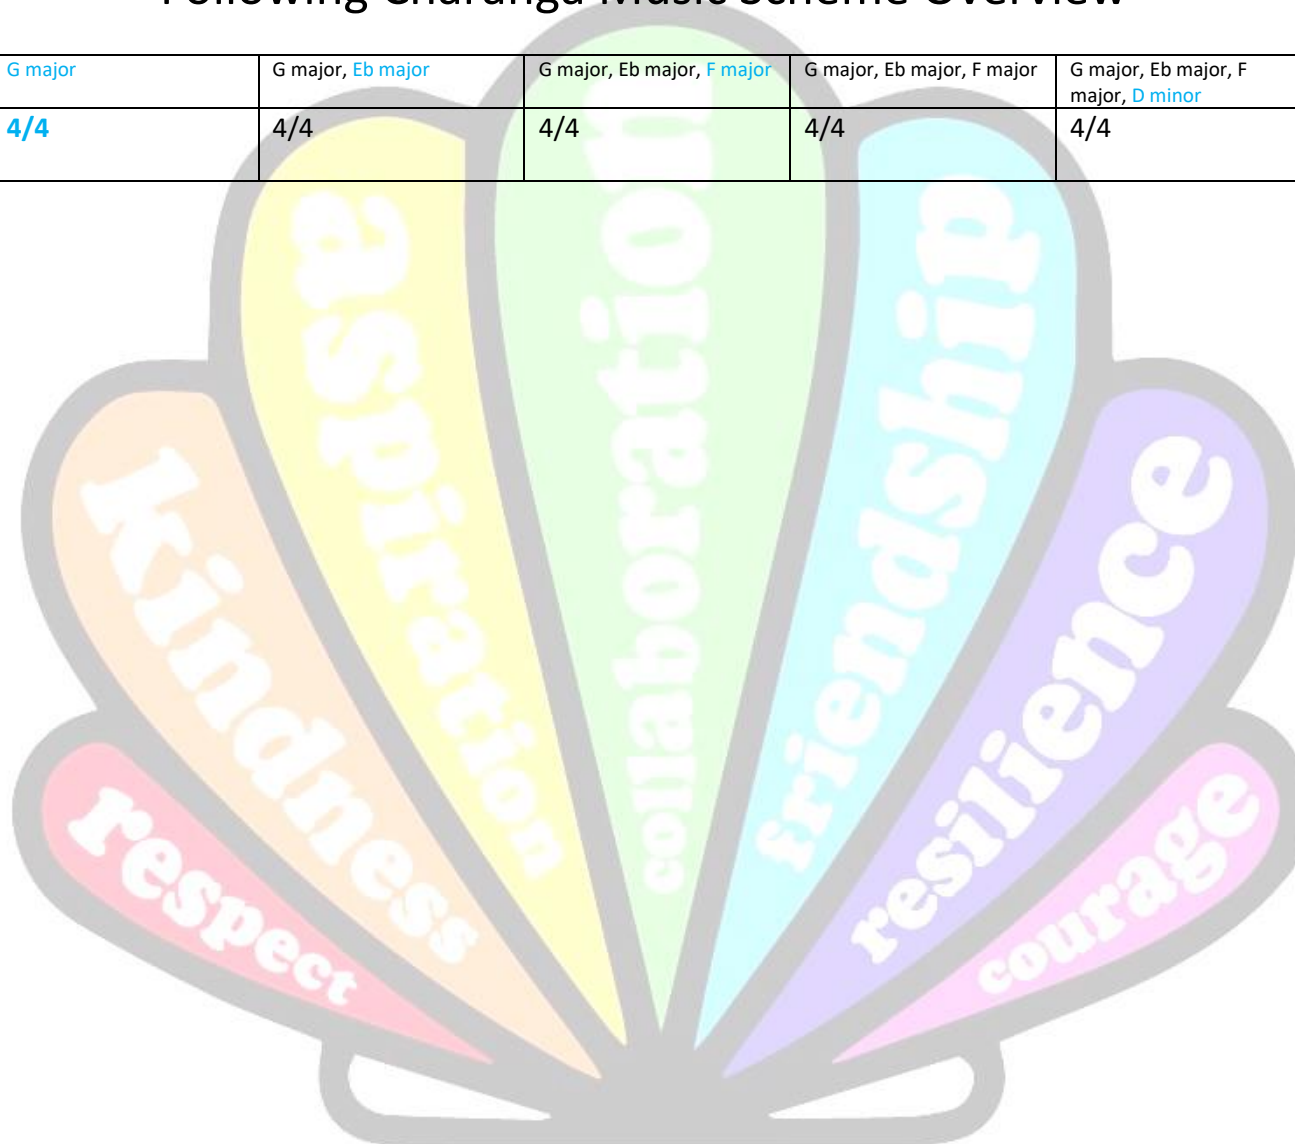 Following Charanga Music Scheme Overview
G major
G major, Eb major
G major, Eb major, F major
G major, Eb major, F major
G major, Eb major, F
major, D minor
4/4
4/4
4/4
4/4
4/4
respect
kindness
aspiration
collaboration
friendship
resilience
courage